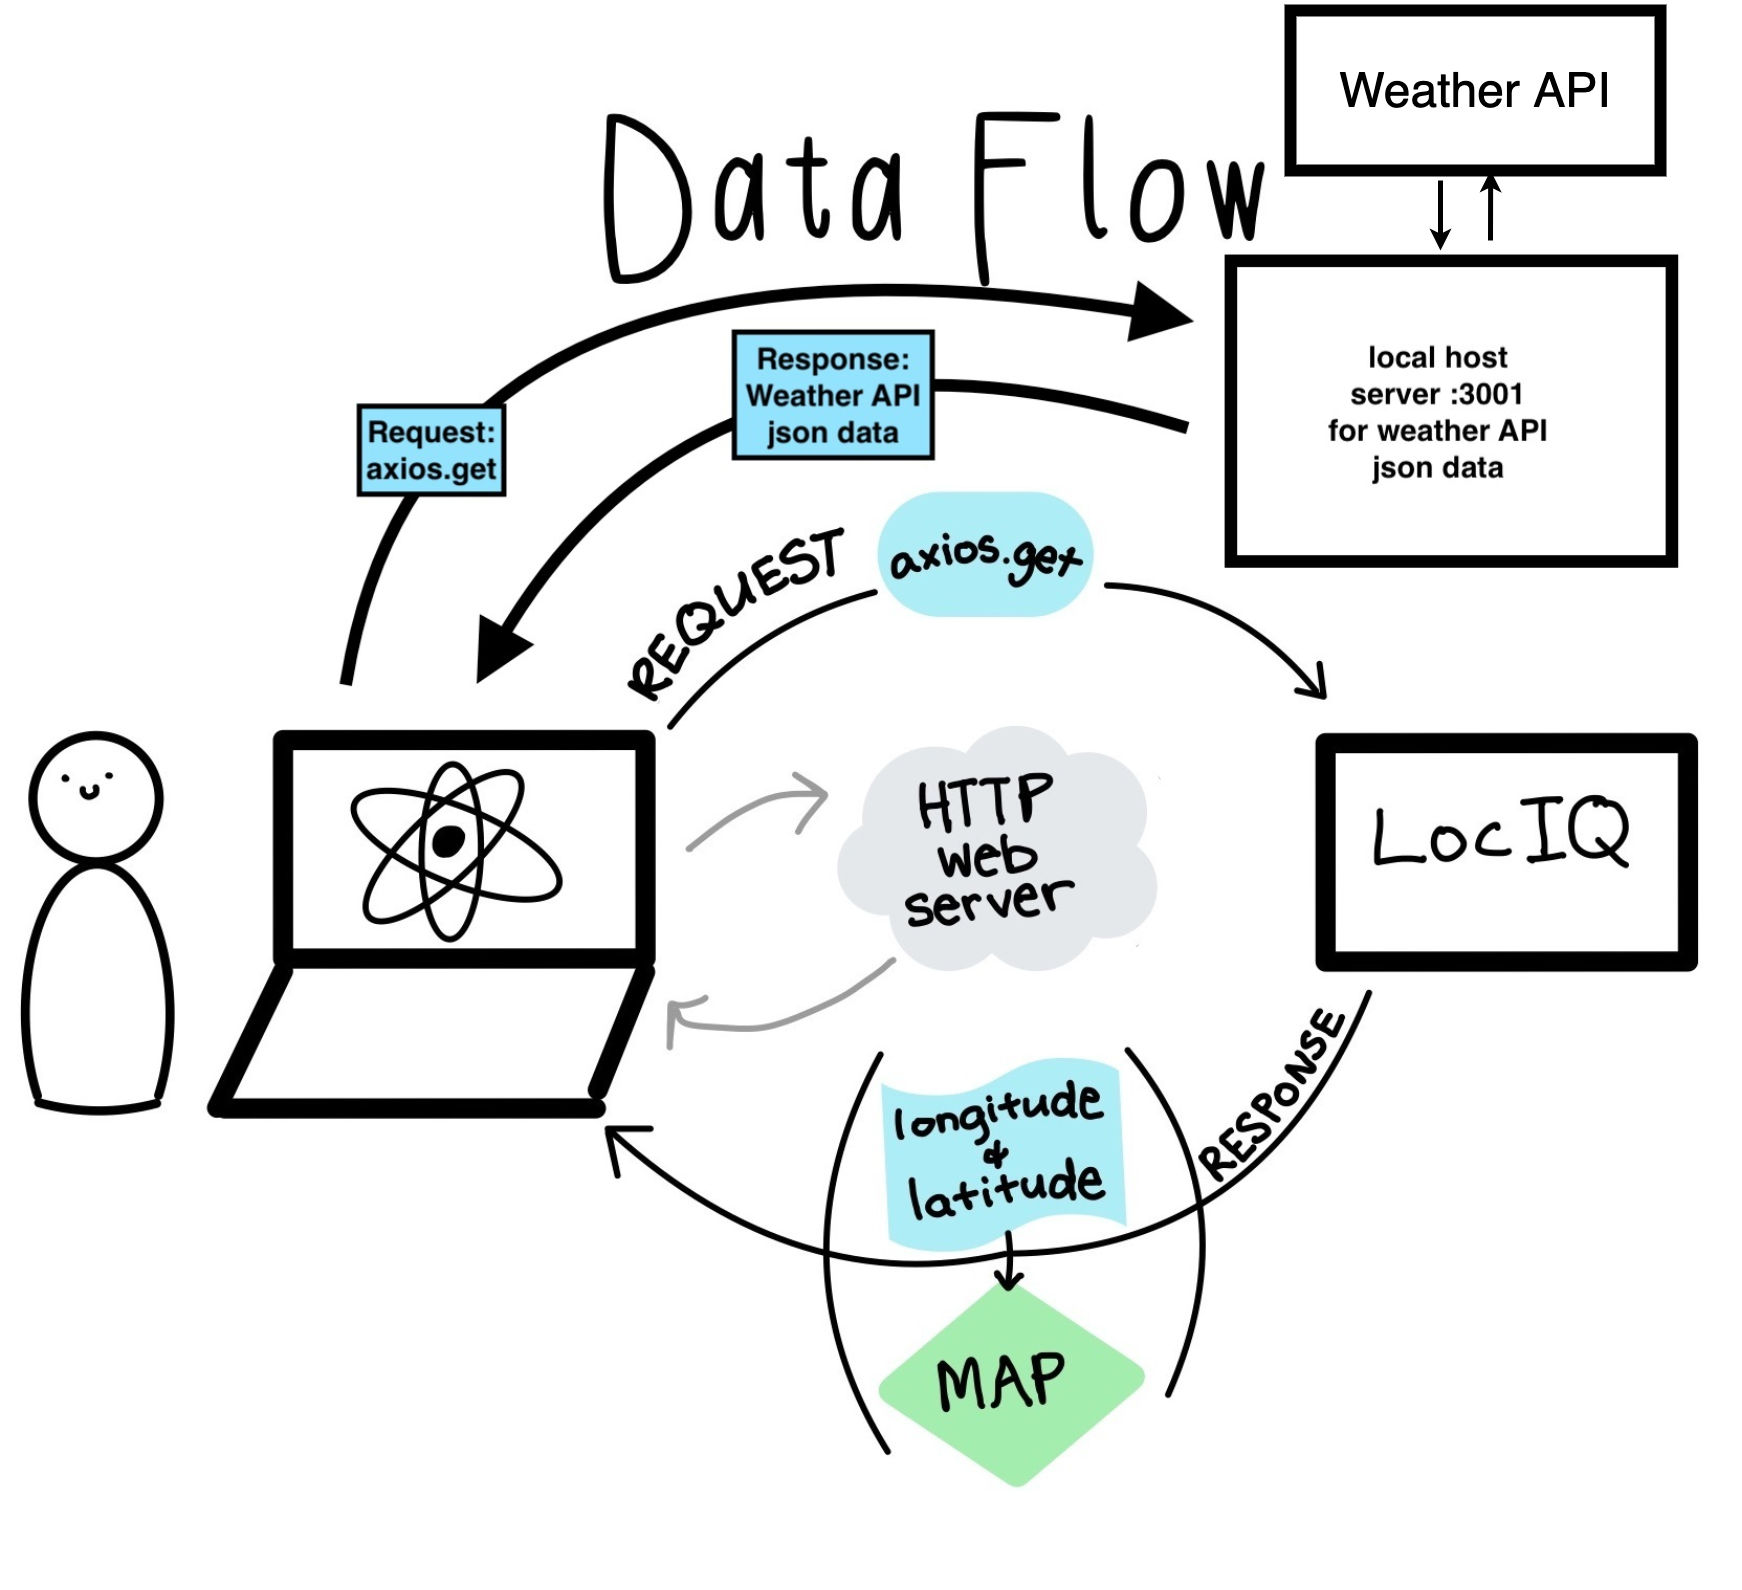 Weather API
Data Flow
local host
server :3001
for weather API
json data
Response:
Weather API
json data
Request:
axios.get
REQUEST
axios.get
HTTP
web
server
LocIQ
RESPONSE
longitude
&
latitude
MAP